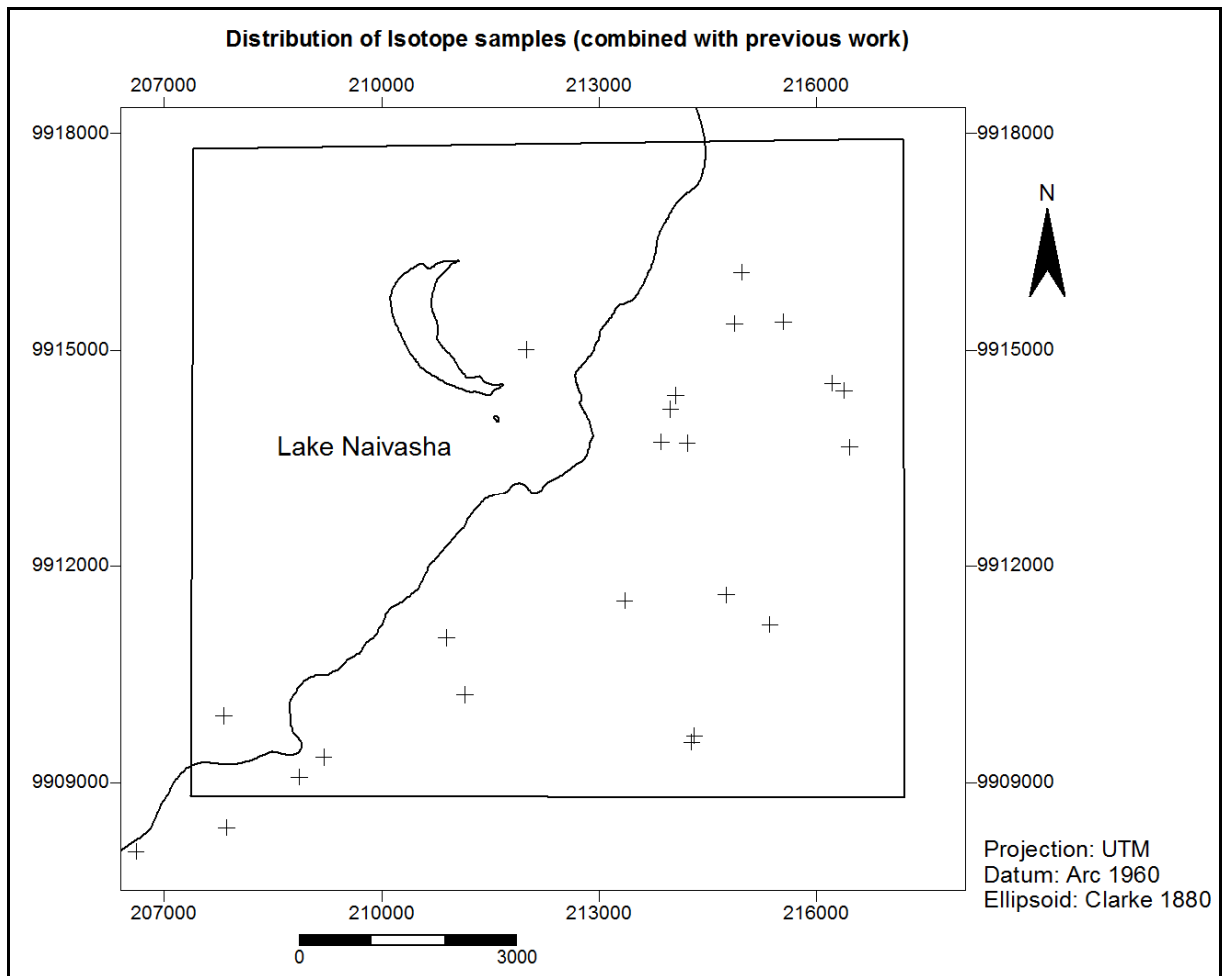 Distribution of Isotope samples (combined with previous work)
207000 210000 213000 216000
9918000 9918000
N
9915000 9915000
Lake Naivasha
9912000 9912000
9909000 9909000
Projection: UTM
Datum: Arc 1960
Ellipsoid: Clarke 1880
207000 210000 213000 216000
0 3000